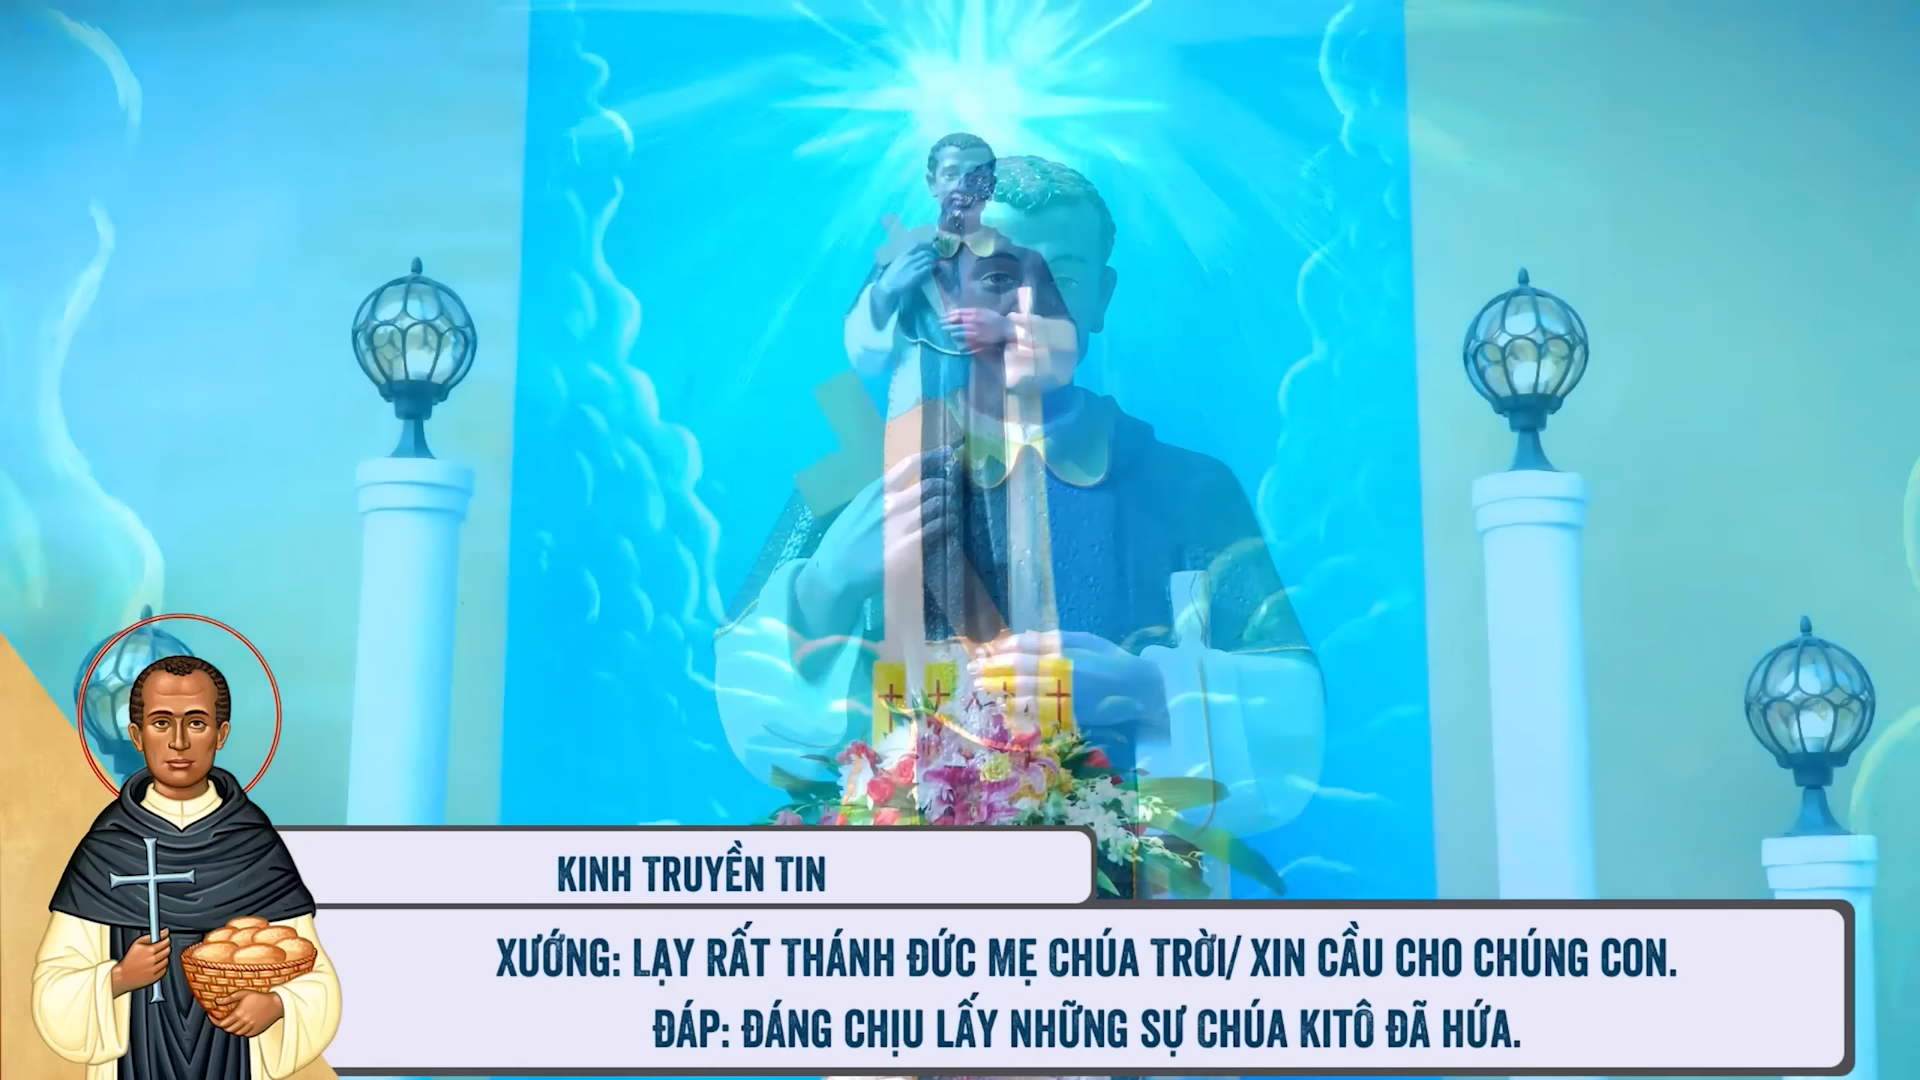 KINH TRUYỀN TIN
XƯỚNG: LẠY RẤT THÁNH ĐỨC MẸ CHÚA TRỜI/ XIN CẦU CHO CHÚNG CON.
ĐÁP: ĐÁNG CHỊU LẤY NHỮNG SỰ CHÚA KITÔ ĐÃ HỨA.